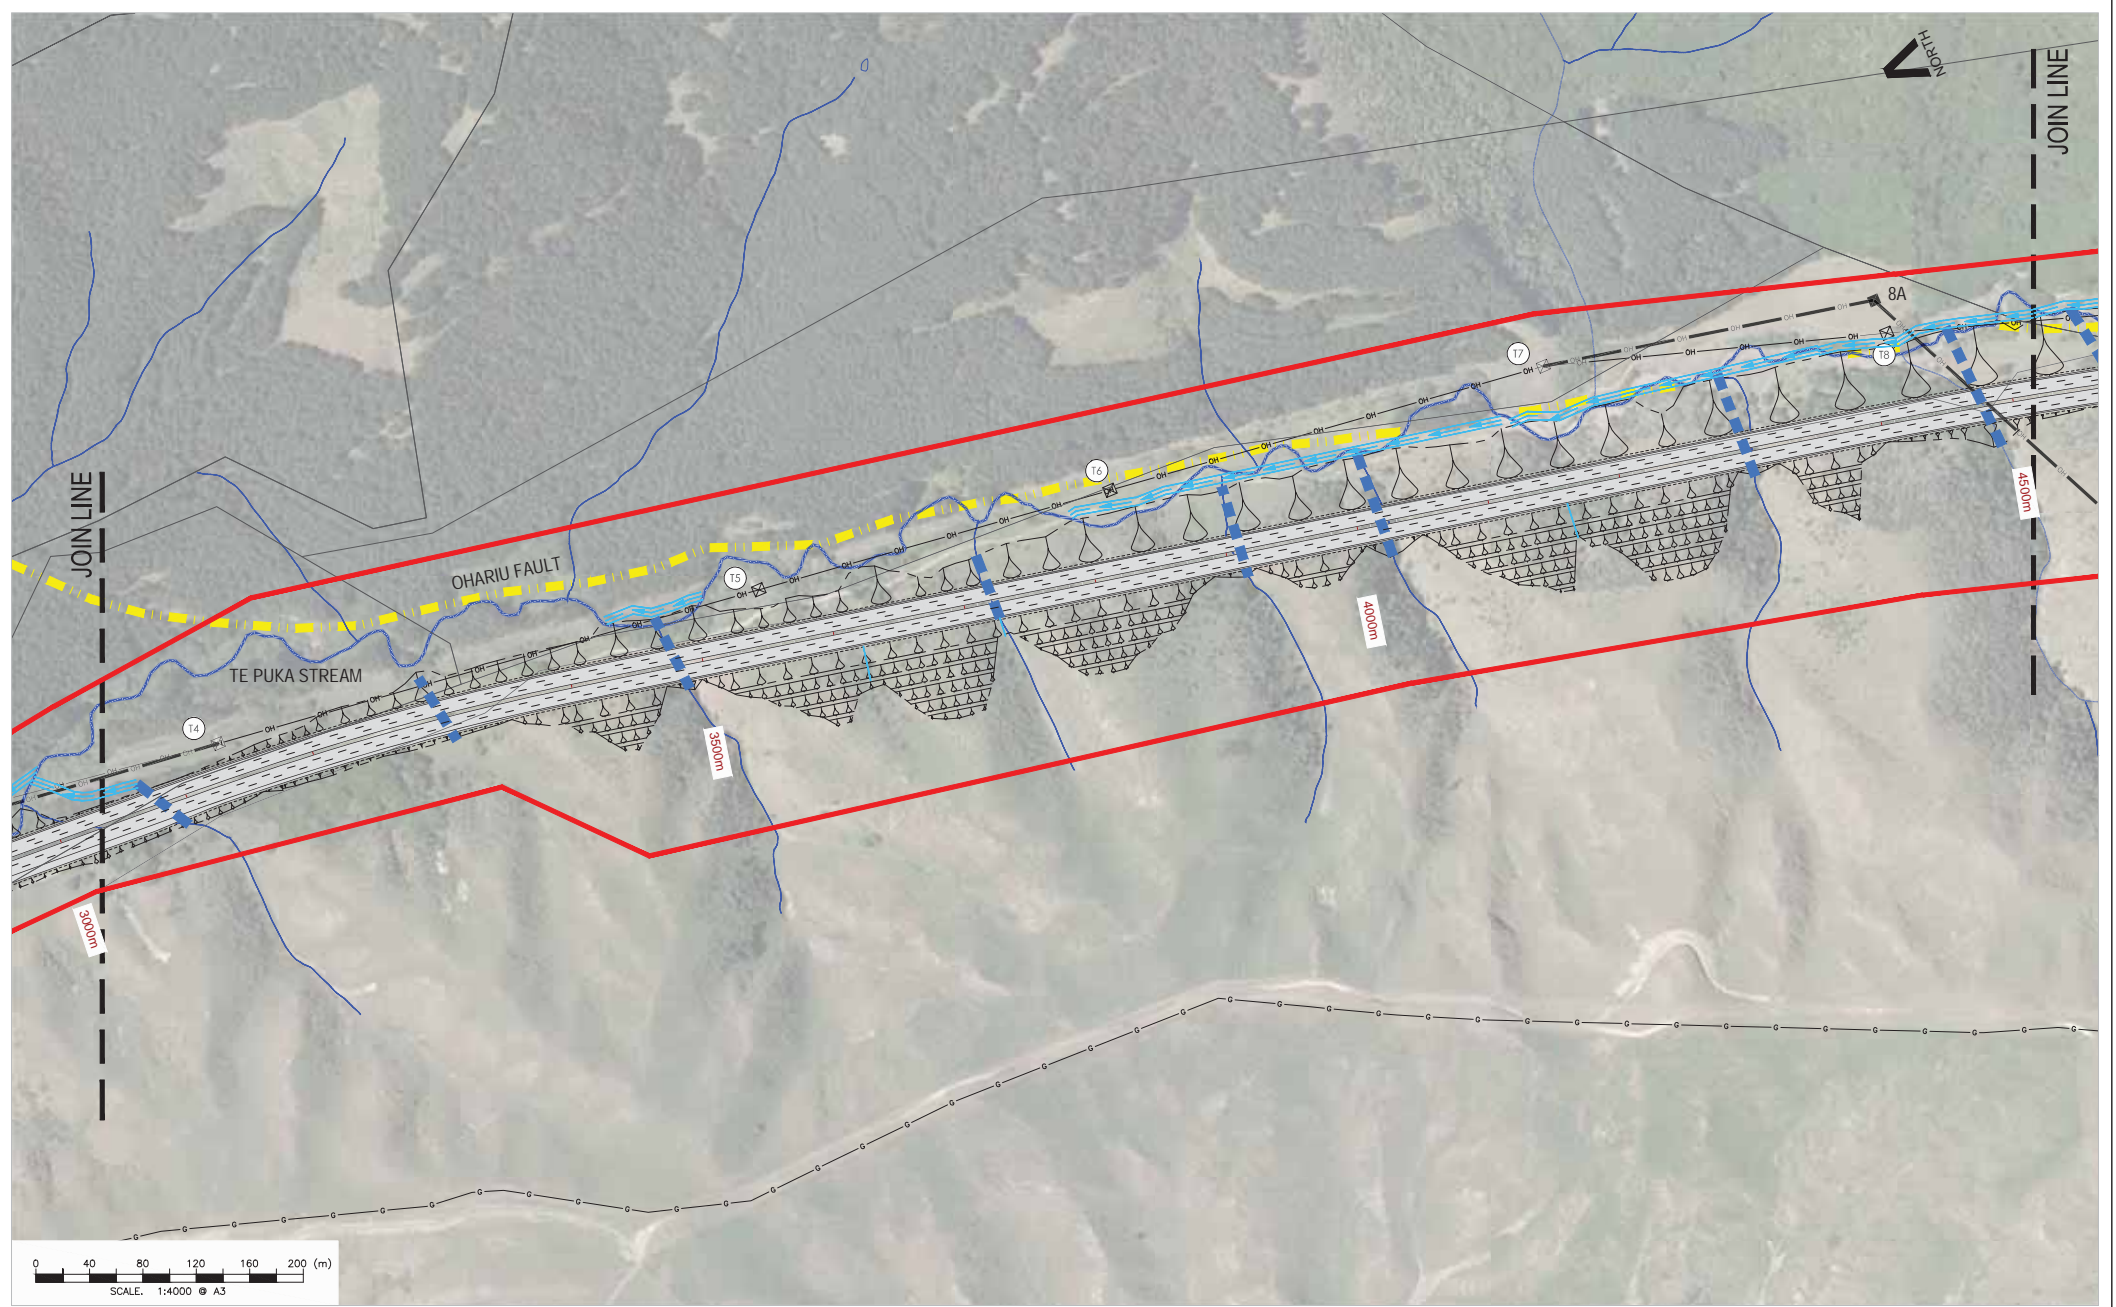 NORTH
JOIN LINE
8A
T7
T8
T6
JOIN LINE
OHARIU FAULT
T5
4500m
4000m
TE PUKA STREAM
T4
3500m
3000m
0 40 80 120 160 200 (m)
SCALE. 1:4000 @ A3